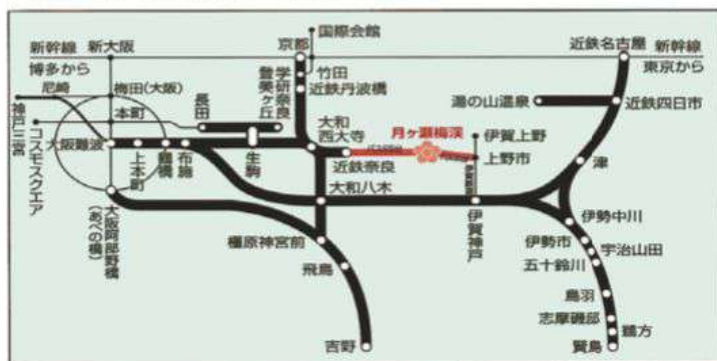 国際会館
新幹線
新大阪
京都
近鉄名古屋
新幹線
博多から
東京から
尼崎
梅田(大阪)
学研奈良
登美ヶ丘
竹田
近鉄丹波橋
湯の山温泉
近鉄四日市
神戸三宮
コスモスクエア
本町
長田
大和
西大寺
月ヶ瀬梅渓
伊賀上野
大阪難波
上本町
鶴橋
布施
生駒
近鉄奈良
上野市
津
大和八木
伊賀神戸
大阪阿部野橋
(あべの橋)
橿原神宮前
伊勢中川
伊勢市
宇治山田
五十鈴川
飛鳥
鳥羽
志摩磯部
鵜方
吉野
賢島